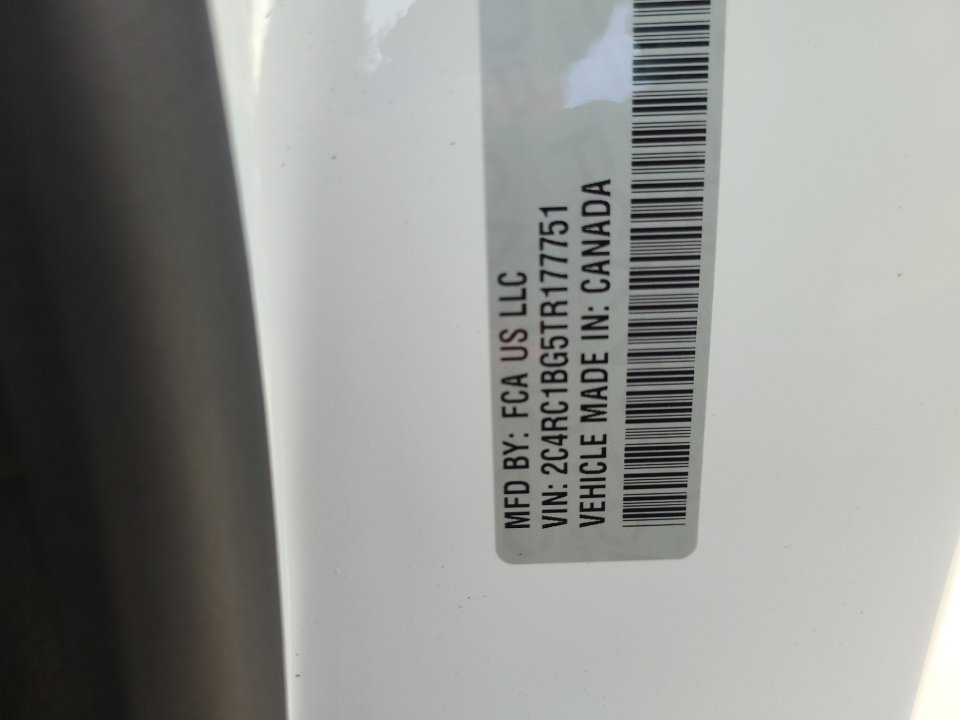 MFD BY: FCA US LLC
VIN: 2C4RC1BG5TR177751
VEHICLE MADE IN: CANADA